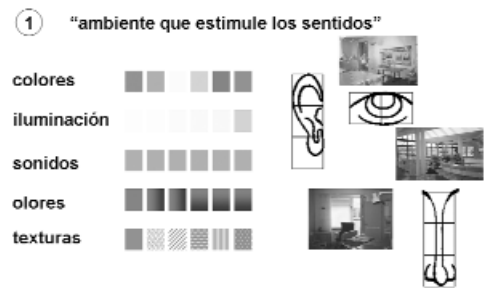 1 “ambiente que estimule los sentidos”
colores
iluminación
sonidos
olores
texturas